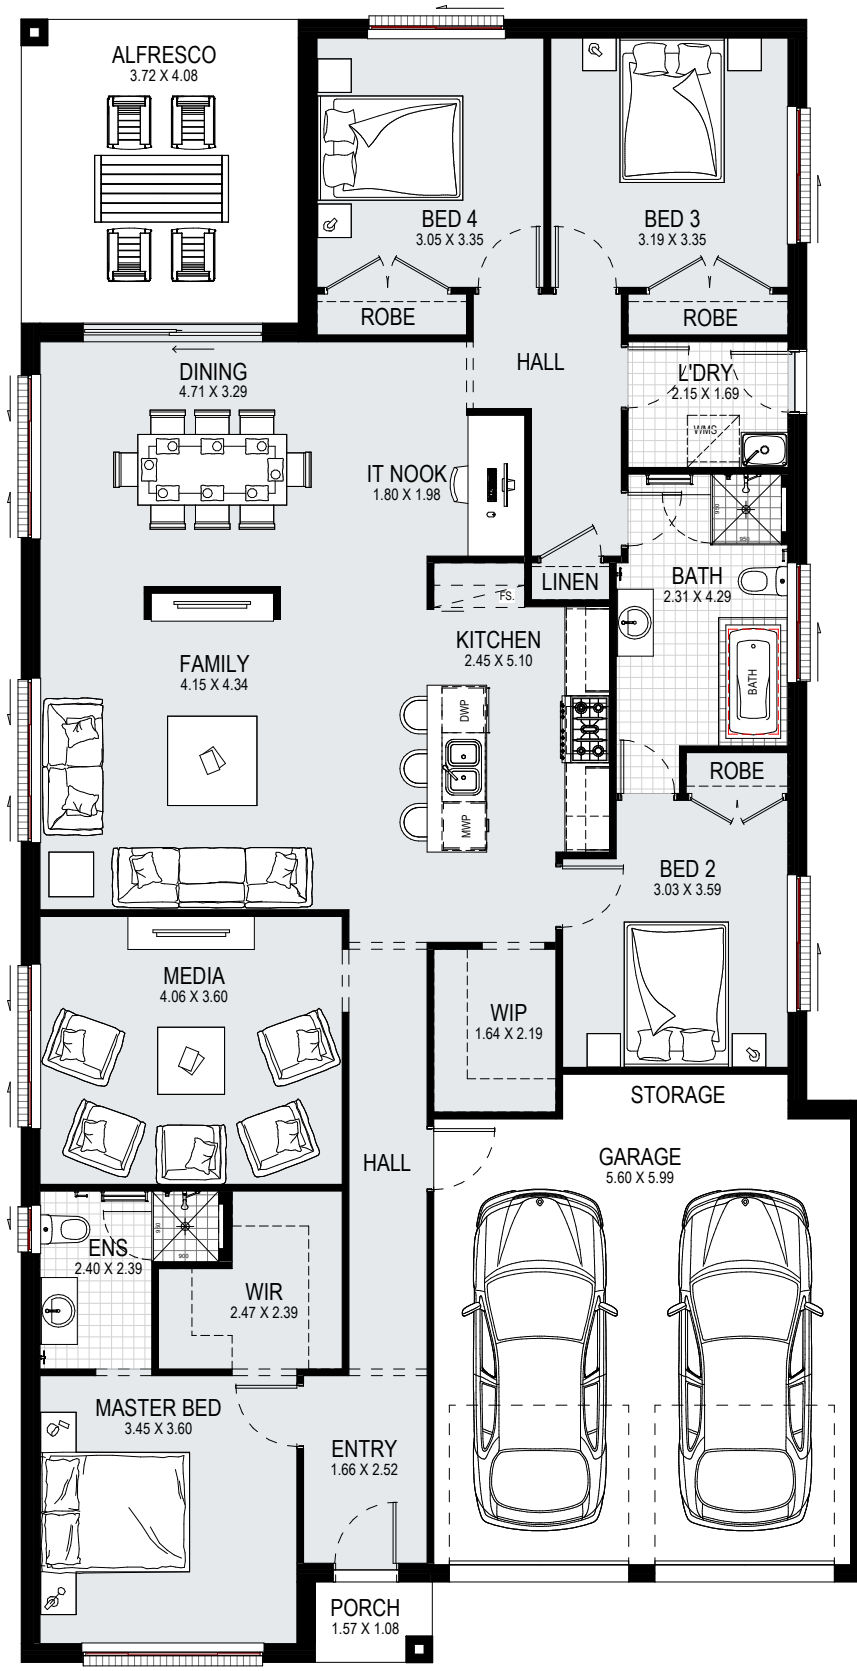 ALFRESCO
3.72 X 4.08
BED 4
3.05 X 3.35
BED 3
3.19 X 3.35
ROBE
ROBE
HALL
DINING
4.71 X 3.29
L'DRY
2.15 X 1.69
WMS
IT NOOK
1.80 X 1.98
950
950
LINEN
BATH
2.31 X 4.29
FS.
KITCHEN
2.45 X 5.10
FAMILY
4.15 X 4.34
BATH
DWP
MWP
ROBE
BED 2
3.03 X 3.59
MEDIA
4.06 X 3.60
WIP
1.64 X 2.19
STORAGE
HALL
GARAGE
5.60 X 5.99
950
900
ENS
2.40 X 2.39
WIR
2.47 X 2.39
MASTER BED
3.45 X 3.60
ENTRY
1.66 X 2.52
PORCH
1.57 X 1.08